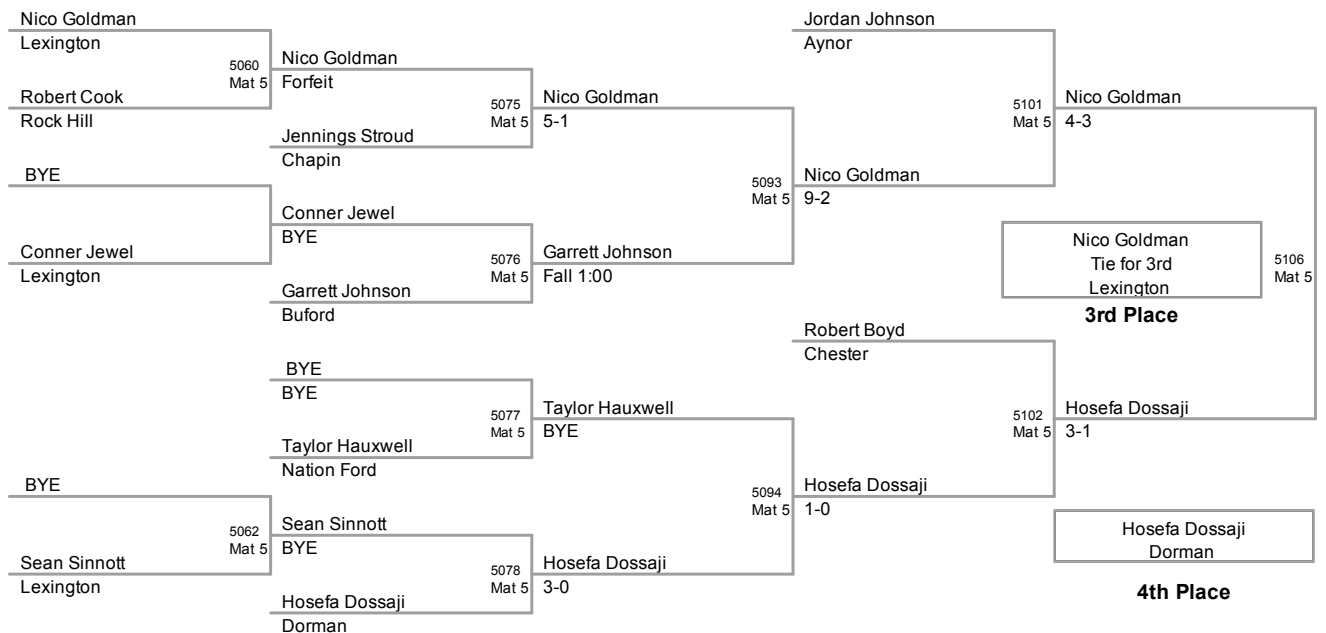 Nico Goldman
Lexington
5060
Mat 5
Robert Cook
Rock Hill
BYE
Conner Jewel
Lexington
BYE
5062
Mat 5
Sean Sinnott
Lexington
Nico Goldman
Forfeit
5075
Mat 5
Jennings Stroud
Chapin
Conner Jewel
BYE
5076
Mat 5
Garrett Johnson
Buford
BYE
BYE
5077
Mat 5
Taylor Hauxwell
Nation Ford
Sean Sinnott
BYE
5078
Mat 5
Hosefa Dossaji
Dorman
Nico Goldman
5-1
5093
Mat 5
Garrett Johnson
Fall 1:00
Taylor Hauxwell
BYE
5094
Mat 5
Hosefa Dossaji
3-0
Jordan Johnson
Aynor
5101
Mat 5
Nico Goldman
9-2
Robert Boyd
Chester
5102
Mat 5
Hosefa Dossaji
1-0
Nico Goldman
4-3
Nico Goldman
Tie for 3rd
Lexington
3rd Place
5106
Mat 5
Hosefa Dossaji
3-1
Hosefa Dossaji
Dorman
4th Place